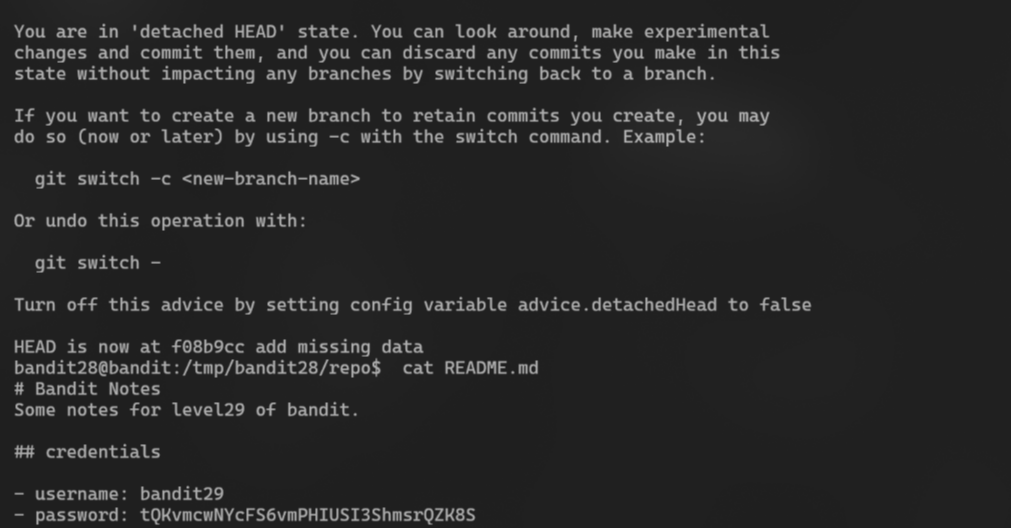 You are in 'detached HEAD' state. You can look around, make experimental
changes and commit them, and you can discard any commits you make in this
state without impacting any branches by switching back to a branch.
If you want to create a new branch to retain commits you create, you may
do so (now or later) by using -c with the switch command. Example:
git switch -c <new-branch-name>
Or undo this operation with:
git switch -
Turn off this advice by setting config variable advice.detachedHead to false
HEAD is now at f08b9cc add missing data
bandit28@bandit:/tmp/bandit28/repo$  cat README.md
# Bandit Notes
Some notes for level29 of bandit.
## credentials
- username: bandit29
- password: tQKvmcwNYcFS6vmPHIUSI3ShmsrQZK8S